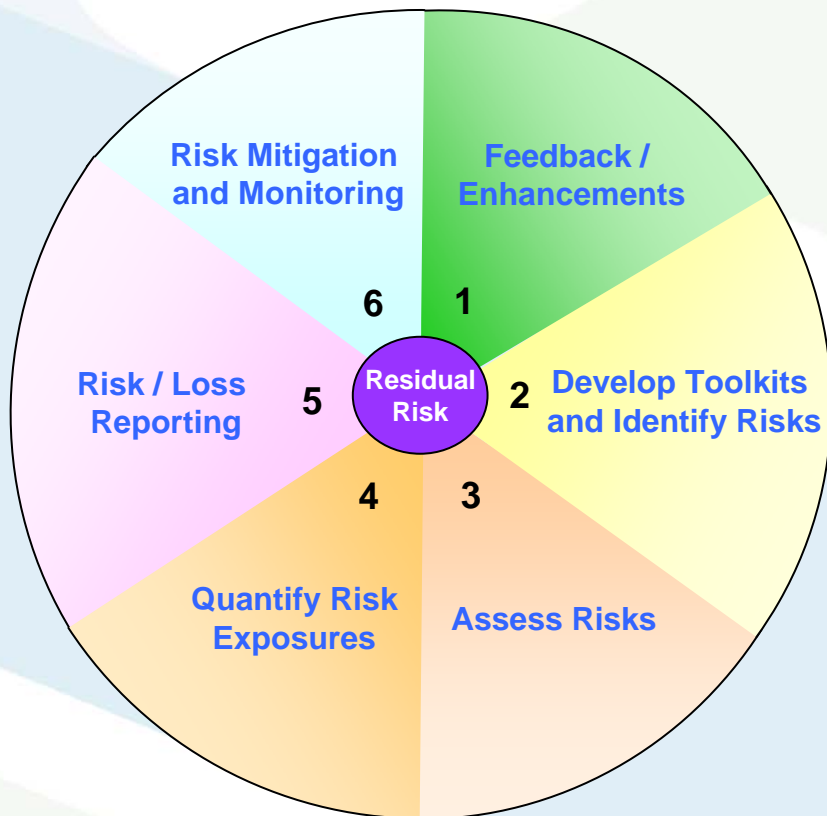 Risk Mitigation
and Monitoring
6
Feedback /
Enhancements
1
Risk / Loss
Reporting
5
Residual
Risk
2
Develop Toolkits
and Identify Risks
4
Quantify Risk
Exposures
3
Assess Risks